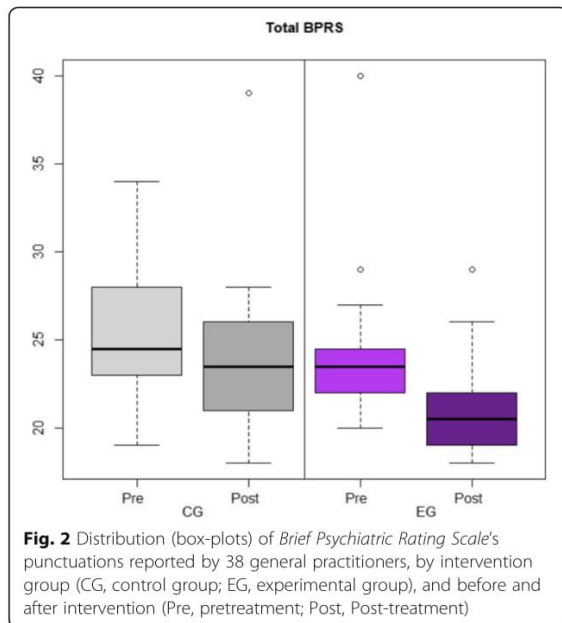 Total BPRS
40
35
30
25
20
Pre Post Pre Post
CG EG
Fig. 2 Distribution (box-plots) of Brief Psychiatric Rating Scale's
punctuations reported by 38 general practitioners, by intervention
group (CG, control group; EG, experimental group), and before and
after intervention (Pre, pretreatment; Post, Post-treatment)